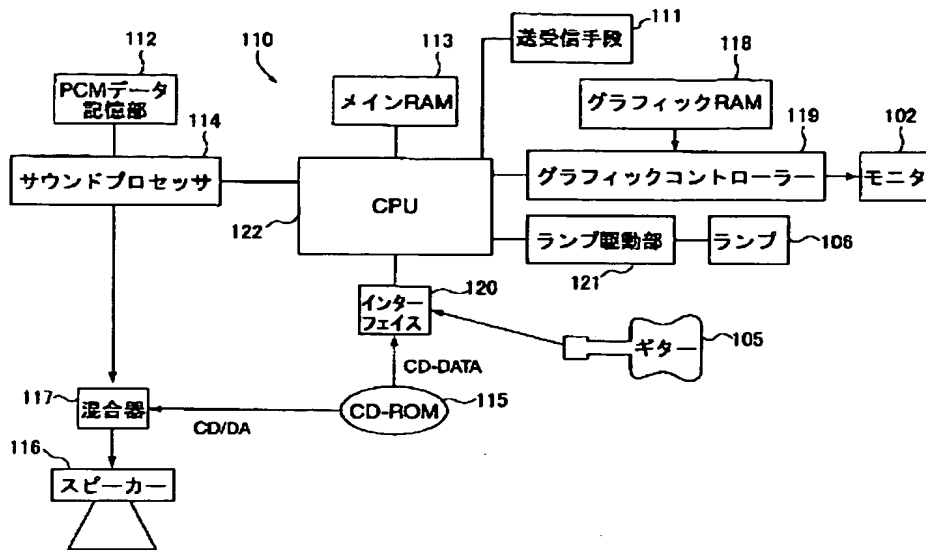 111
送受信手段
112
110
113
118
PCMデータ
記憶部
メインRAM
グラフィックRAM
114
119
102
サウンドプロセッサ
CPU
グラフィックコントローラー
モニタ
122
ランプ駆動部
ランプ
106
121
120
インター
フェイス
ギター
105
CD-DATA
117
混合器
CD-ROM
115
CD/DA
116
スピーカー